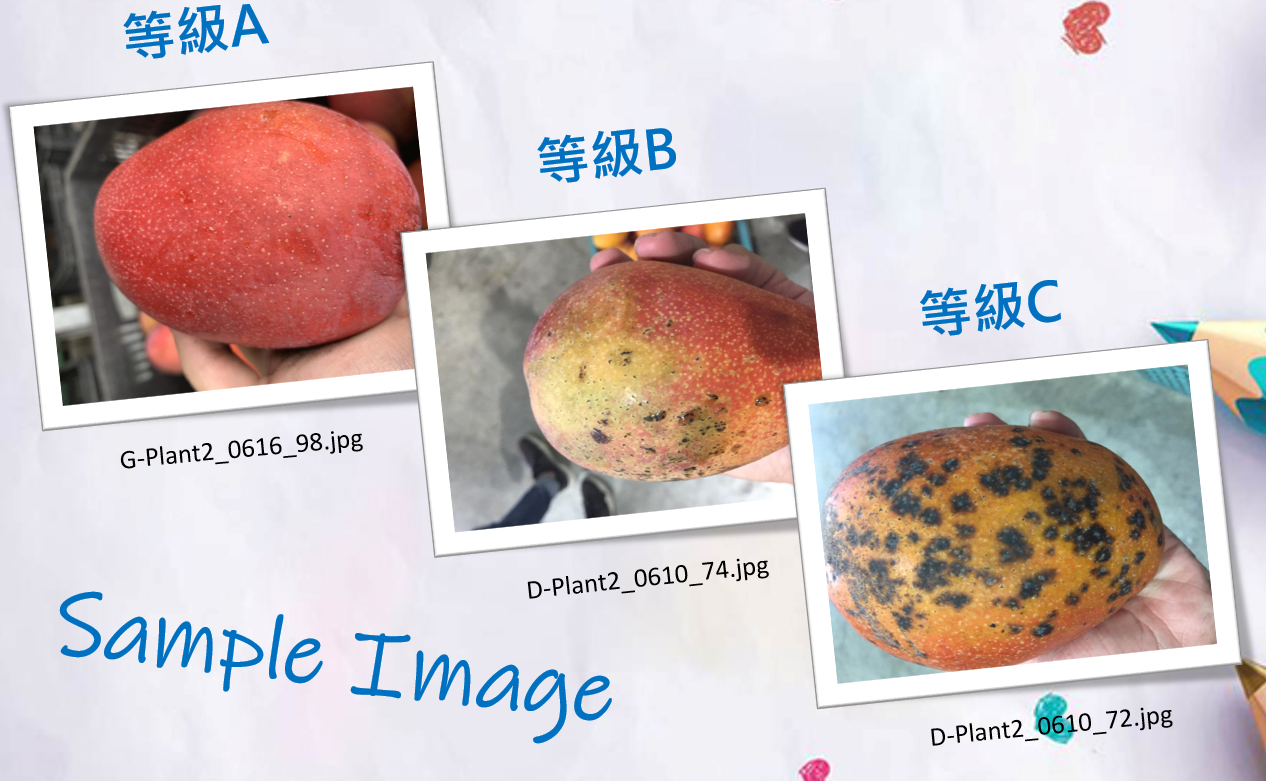 等級A
等級B
等級C
G-Plant2_0616_98.jpg
D-Plant2_0610_74.jpg
D-Plant2_0610_72.jpg
Sample Image